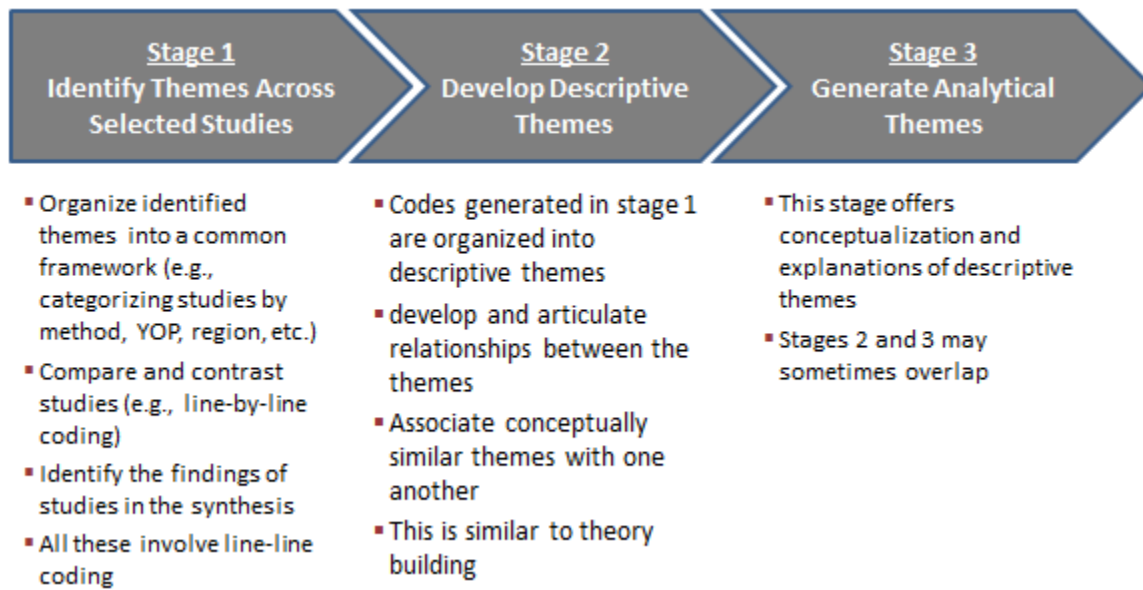 Stage 1
Identify Themes Across
Selected Studies
Stage 2
Develop Descriptive
Themes
Stage 3
Generate Analytical
Themes
▪ Organize identified
themes into a common
framework (e.g.,
categorizing studies by
method, YOP, region, etc.)
▪ Compare and contrast
studies (e.g., line-by-line
coding)
▪ Identify the findings of
studies in the synthesis
▪ All these involve line-line
coding
▪ Codes generated in stage 1
are organized into
descriptive themes
▪ develop and articulate
relationships between the
themes
▪ Associate conceptually
similar themes with one
another
▪ This is similar to theory
building
▪ This stage offers
conceptualization and
explanations of descriptive
themes
▪ Stages 2 and 3 may
sometimes overlap